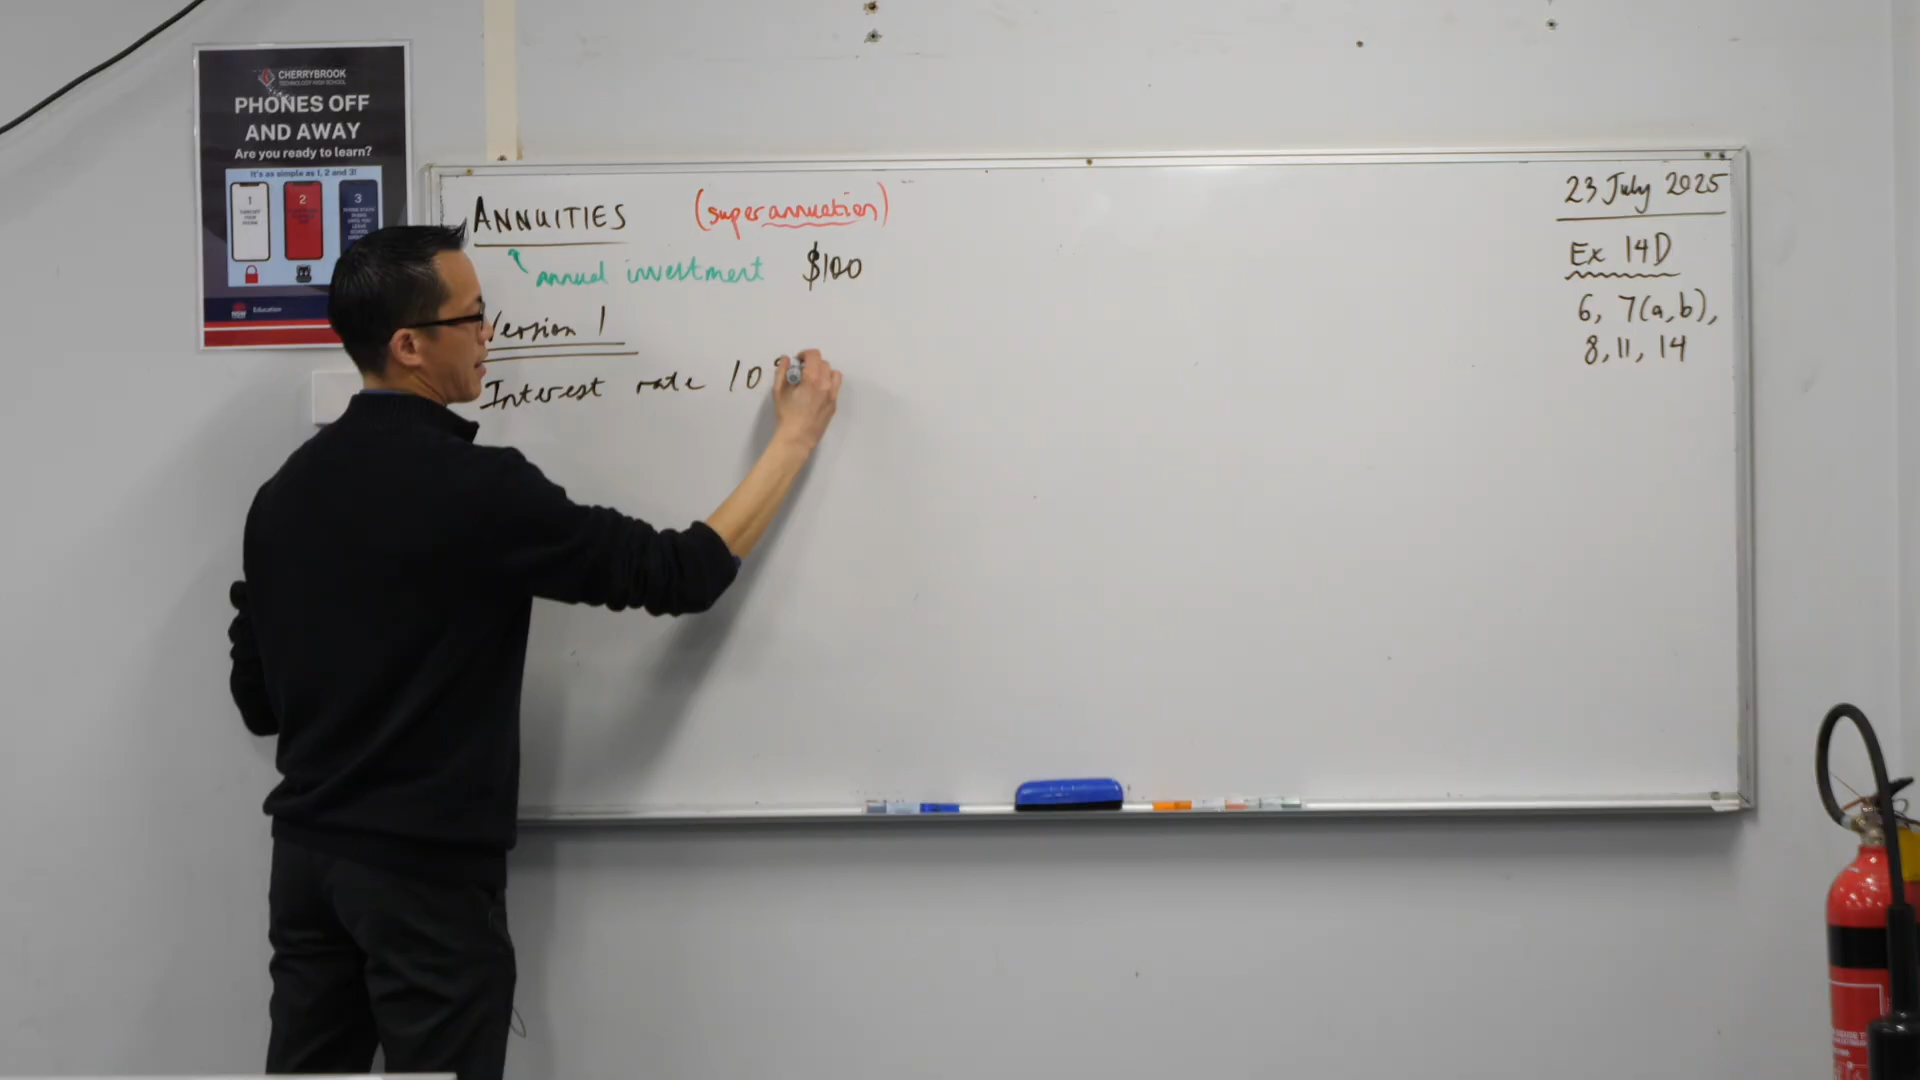 CHERRYBROOK
TECHNOLOGY HIGH SCHOOL
PHONES OFF
AND AWAY
Are you ready to learn?
It's as simple as 1, 2 and 3!
1
2
3
NSW
Education
ANNUITIES (superannuation)
annual investment $100
Version 1
Interest rate 10%
23 July 2025
Ex 14D
6, 7(a,b),
8, 11, 14